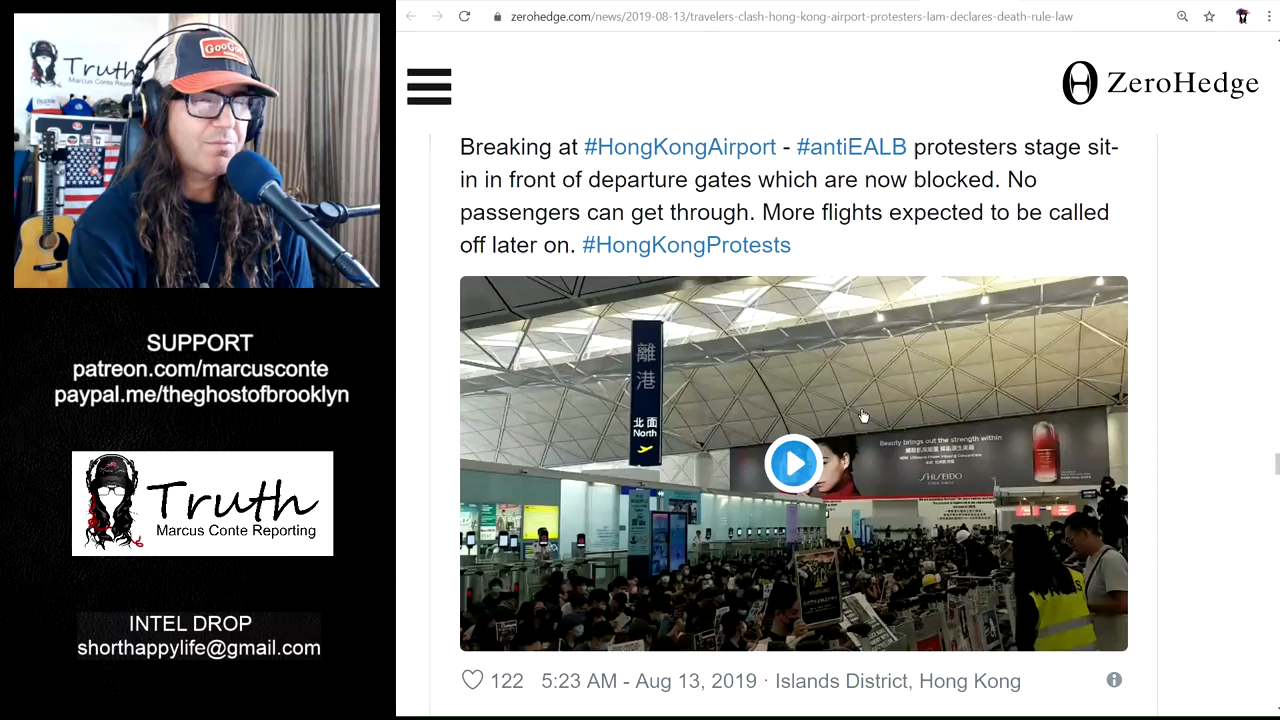 zerohedge.com/news/2019-08-13/travelers-clash-hong-kong-airport-protesters-lam-declares-death-rule-law
Truth
Marcus Conte Repor
ZeroHedge
Breaking at #HongKongAirport - #antiEALB protesters stage sit-
in in front of departure gates which are now blocked. No
passengers can get through. More flights expected to be called
off later on. #HongKongProtests
離
港
北面
North
Beauty brings out the strength within
SHISEIDO
122 5:23 AM - Aug 13, 2019 · Islands District, Hong Kong
SUPPORT
patreon.com/marcusconte
paypal.me/theghostofbrooklyn
Truth
Marcus Conte Reporting
INTEL DROP
shorthappylife@gmail.com